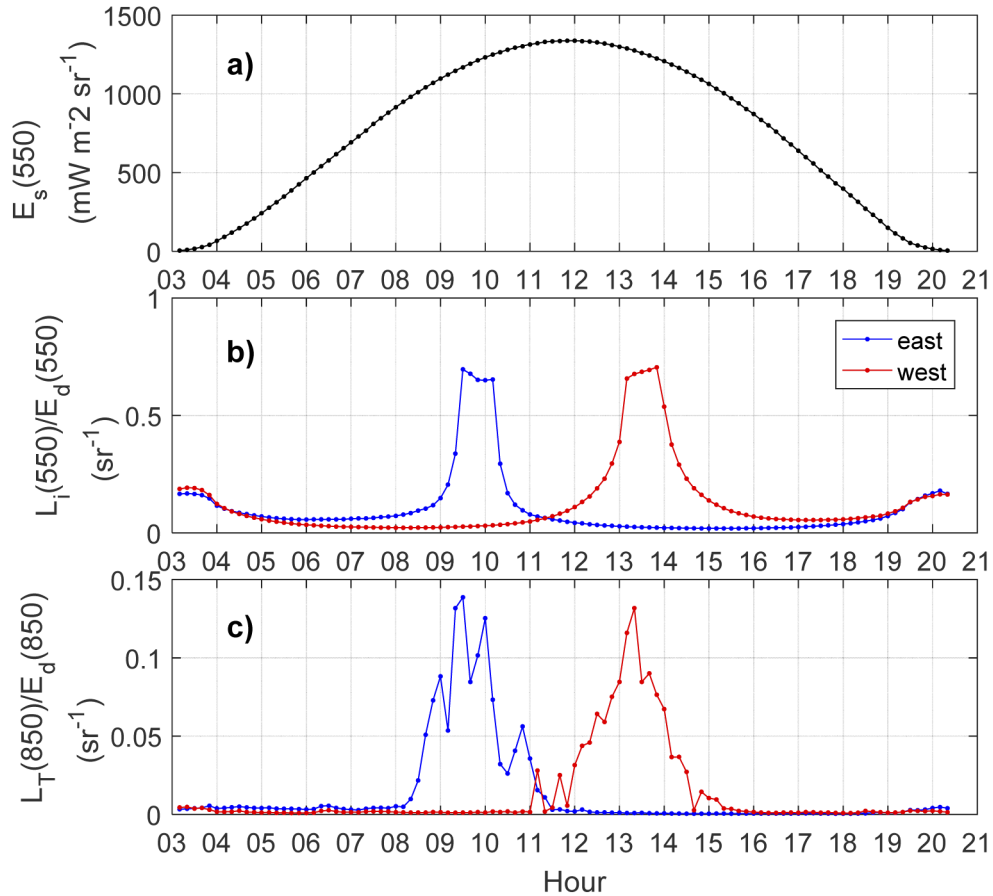 1500
1000
500
0
a)
E_s(550)
(mW m^-2 sr^-1)
03 04 05 06 07 08 09 10 11 12 13 14 15 16 17 18 19 20 21
1
0.5
0
b)
L_i(550)/E_d(550)
(sr^-1)
east
west
03 04 05 06 07 08 09 10 11 12 13 14 15 16 17 18 19 20 21
0.15
0.1
0.05
0
c)
L_T(850)/E_d(850)
(sr^-1)
03 04 05 06 07 08 09 10 11 12 13 14 15 16 17 18 19 20 21
Hour